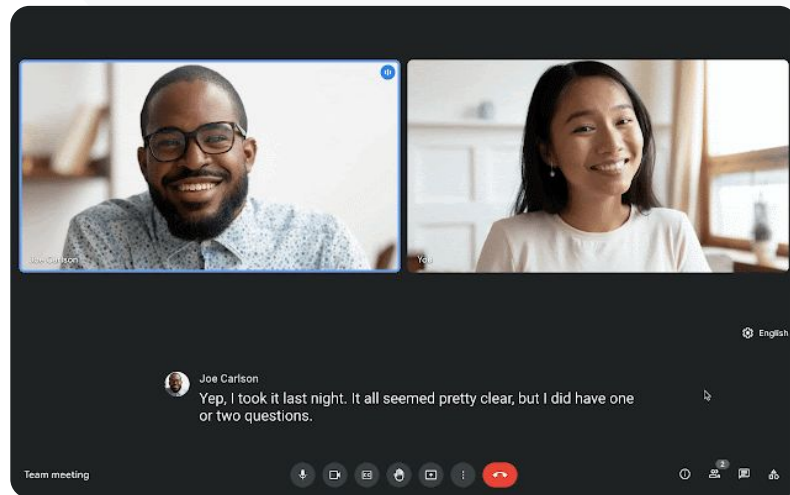 Joe Carlson
You
English
Joe Carlson
Yep, I took it last night. It all seemed pretty clear, but I did have one
or two questions.
Team meeting
2